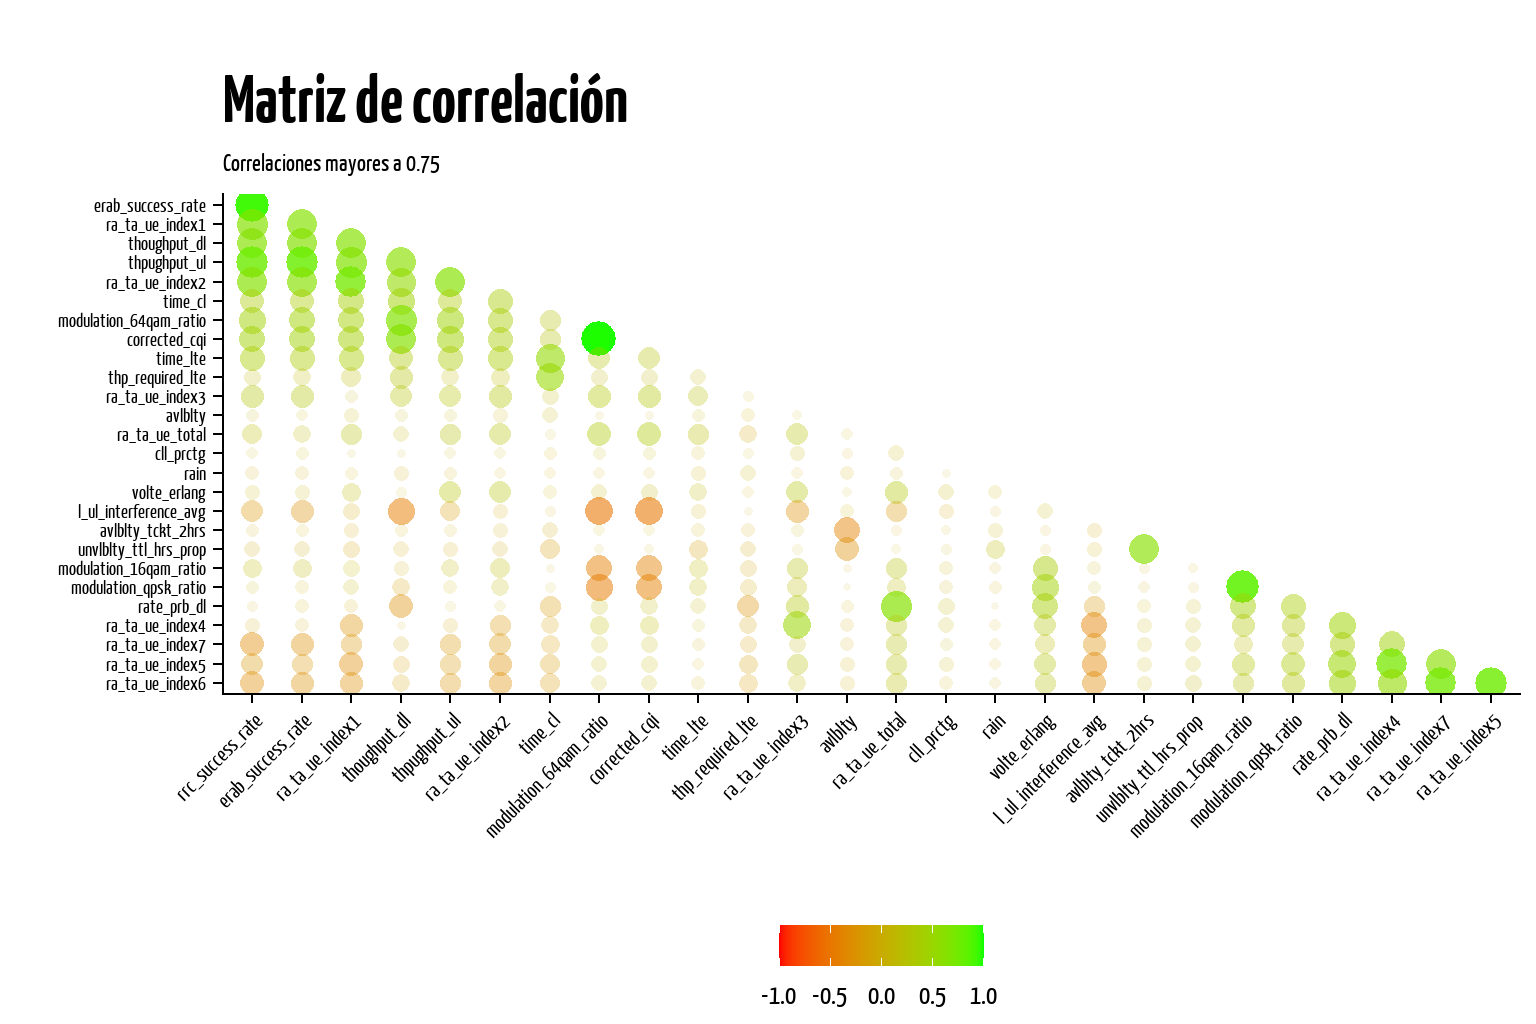 Matriz de correlación
Correlaciones mayores a 0.75
erab_success_rate
ra_ta_ue_index1
thoughput_dl
thpughput_ul
ra_ta_ue_index2
time_cl
modulation_64qam_ratio
corrected_cqi
time_lte
thp_required_lte
ra_ta_ue_index3
avlblty
ra_ta_ue_total
cll_prctg
rain
volte_erlang
l_ul_interference_avg
avlblty_tckt_2hrs
unvlblty_ttl_hrs_prop
modulation_16qam_ratio
modulation_qpsk_ratio
rate_prb_dl
ra_ta_ue_index4
ra_ta_ue_index7
ra_ta_ue_index5
ra_ta_ue_index6
rrc_success_rate
erab_success_rate
ra_ta_ue_index1
thoughput_dl
thpughput_ul
ra_ta_ue_index2
time_cl
modulation_64qam_ratio
corrected_cqi
time_lte
thp_required_lte
ra_ta_ue_index3
avlblty
ra_ta_ue_total
cll_prctg
rain
volte_erlang
l_ul_interference_avg
avlblty_tckt_2hrs
unvlblty_ttl_hrs_prop
modulation_16qam_ratio
modulation_qpsk_ratio
rate_prb_dl
ra_ta_ue_index4
ra_ta_ue_index7
ra_ta_ue_index5
-1.0 -0.5 0.0 0.5 1.0